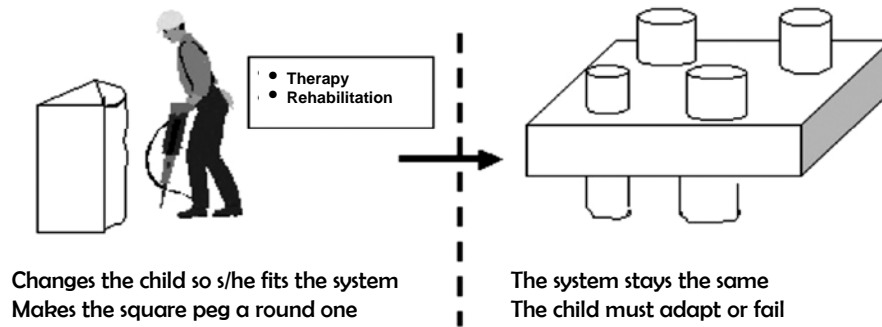 • Therapy
• Rehabilitation
Changes the child so s/he fits the system
Makes the square peg a round one
The system stays the same
The child must adapt or fail